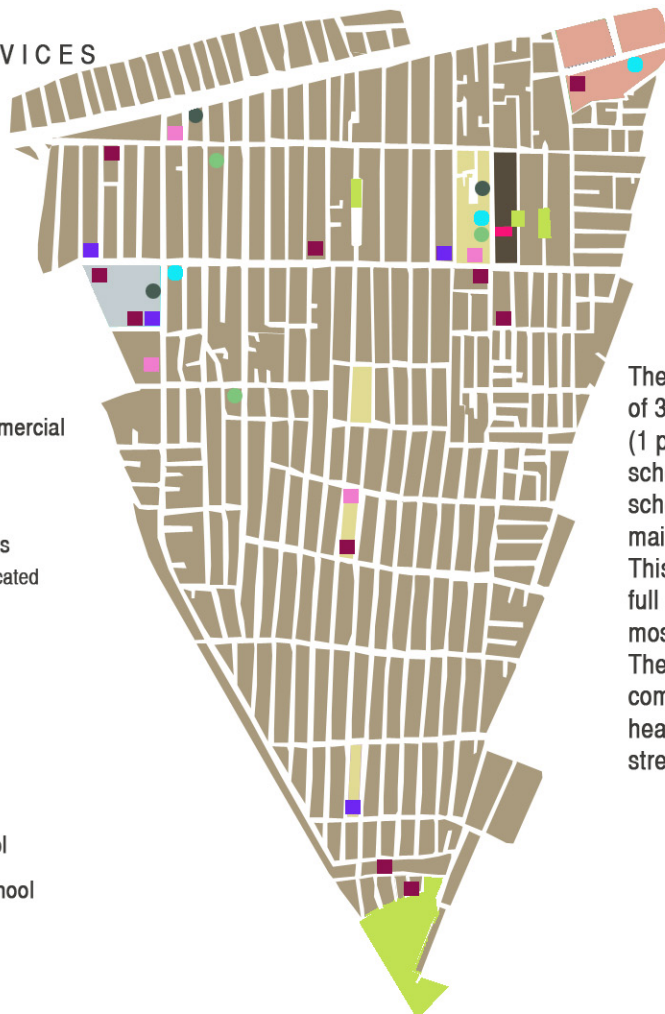 VICES
mercial
s
cated
ol
hool
The
of 3
(1 p
sch
sch
mai
This
full
mos
The
com
hea
stre